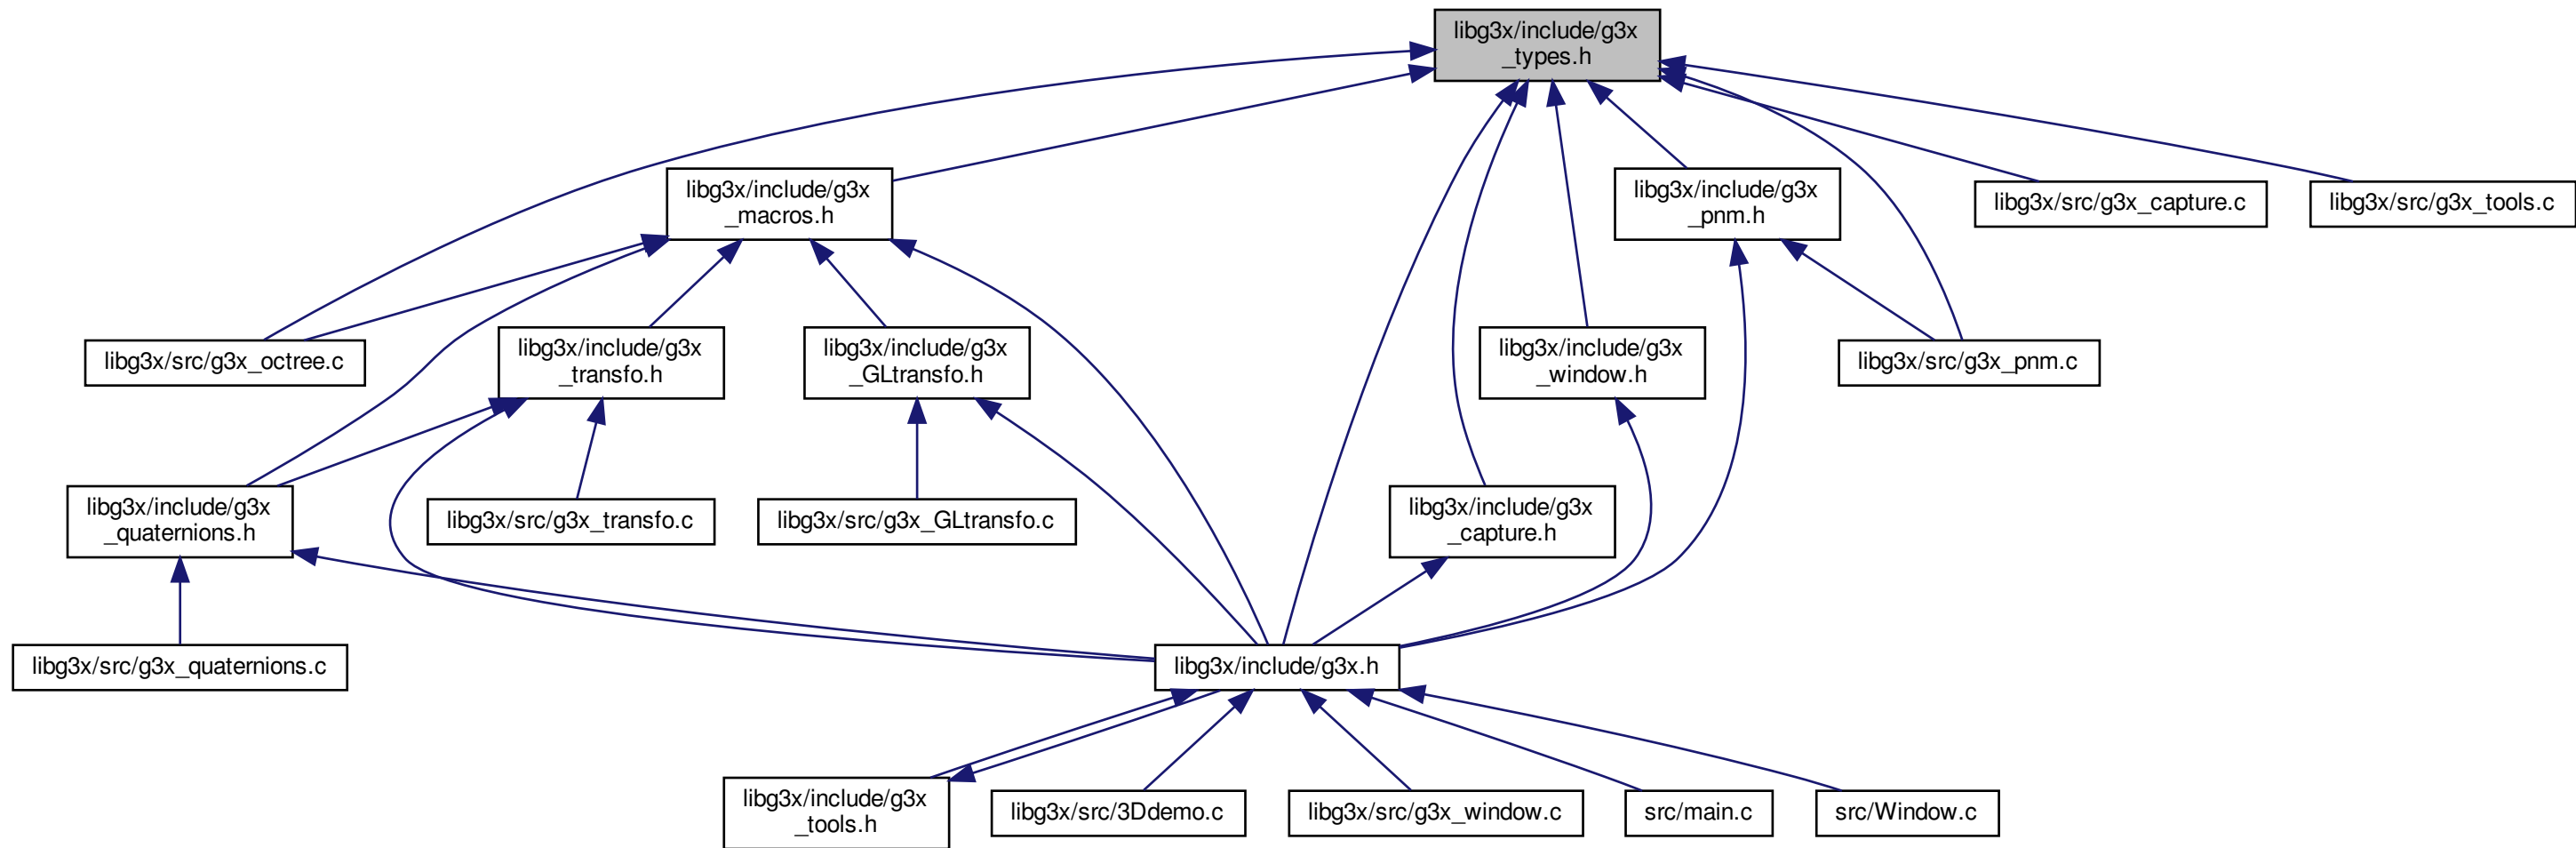 libg3x/include/g3x
_types.h
libg3x/include/g3x
_macros.h
libg3x/include/g3x
_pnm.h
libg3x/src/g3x_capture.c
libg3x/src/g3x_tools.c
libg3x/src/g3x_octree.c
libg3x/include/g3x
_transfo.h
libg3x/include/g3x
_GLtransfo.h
libg3x/include/g3x
_window.h
libg3x/src/g3x_pnm.c
libg3x/include/g3x
_quaternions.h
libg3x/src/g3x_transfo.c
libg3x/src/g3x_GLtransfo.c
libg3x/include/g3x
_capture.h
libg3x/src/g3x_quaternions.c
libg3x/include/g3x.h
libg3x/include/g3x
_tools.h
libg3x/src/3Ddemo.c
libg3x/src/g3x_window.c
src/main.c
src/Window.c